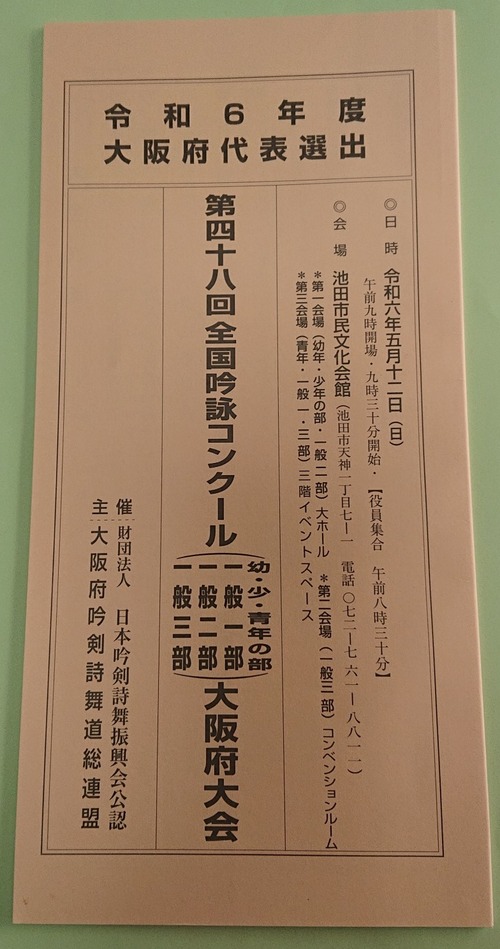 令和6年度
大阪府代表選出
◎日時 令和六年五月十二日（日）
午前九時開場・九時三十分開始・【役員集合 午前八時三十分】
◎会場 池田市民文化会館（池田市天神一丁目七ー一 電話 〇七二ー七六一ー八八一一）
＊第一会場（幼年・少年の部・一般二部）大ホール ＊第二会場（一般三部）コンベンションルーム
＊第三会場（青年・一般一・三部）三階イベントスペース
第四十八回全国吟詠コンクール（幼・少・青年の部 一般一部 一般二部 一般三部）大阪府大会
主催
財団法人 日本吟剣詩舞振興会公認
大阪府吟剣詩舞道総連盟